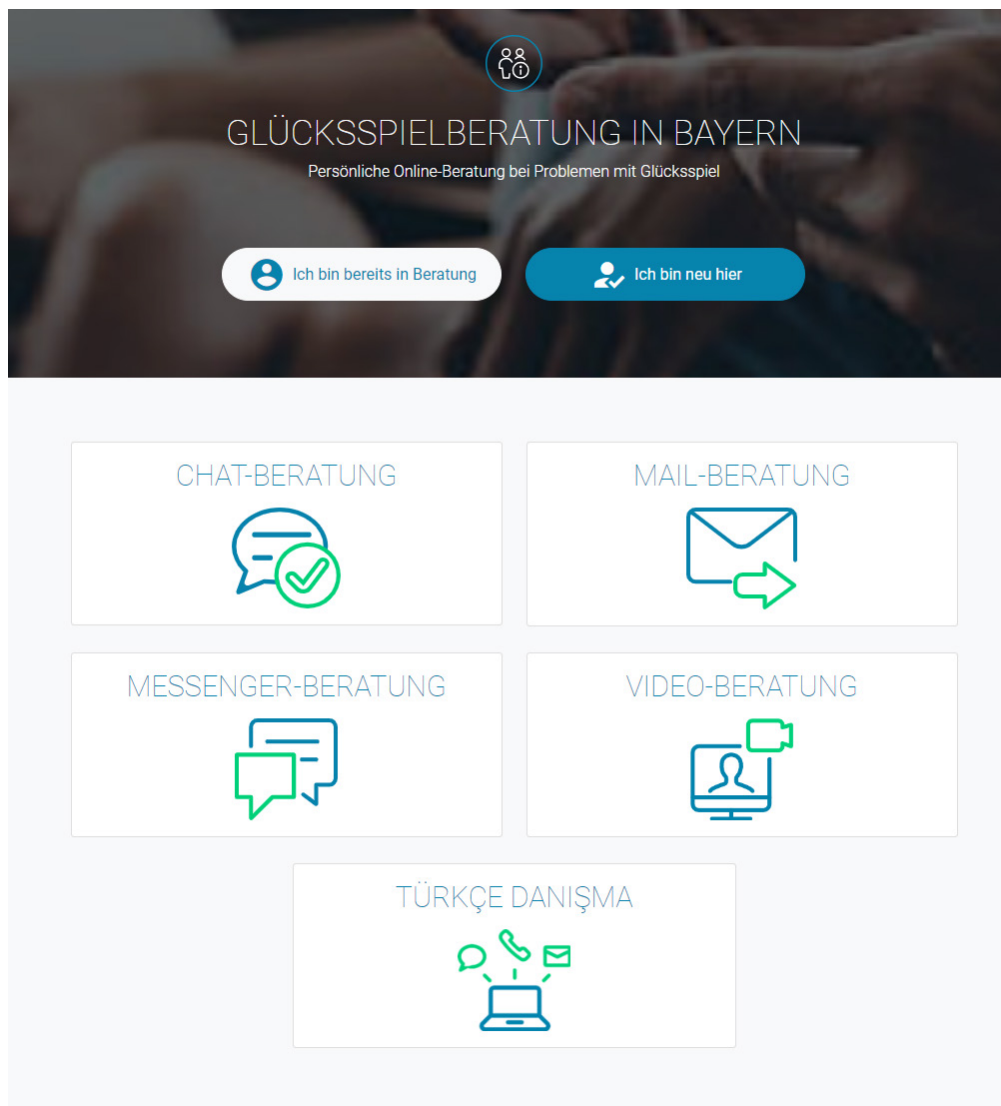 GLÜCKSSPIELBERATUNG IN BAYERN
Persönliche Online-Beratung bei Problemen mit Glücksspiel
Ich bin bereits in Beratung
Ich bin neu hier
CHAT-BERATUNG
MAIL-BERATUNG
MESSENGER-BERATUNG
VIDEO-BERATUNG
TÜRKÇE DANIŞMA